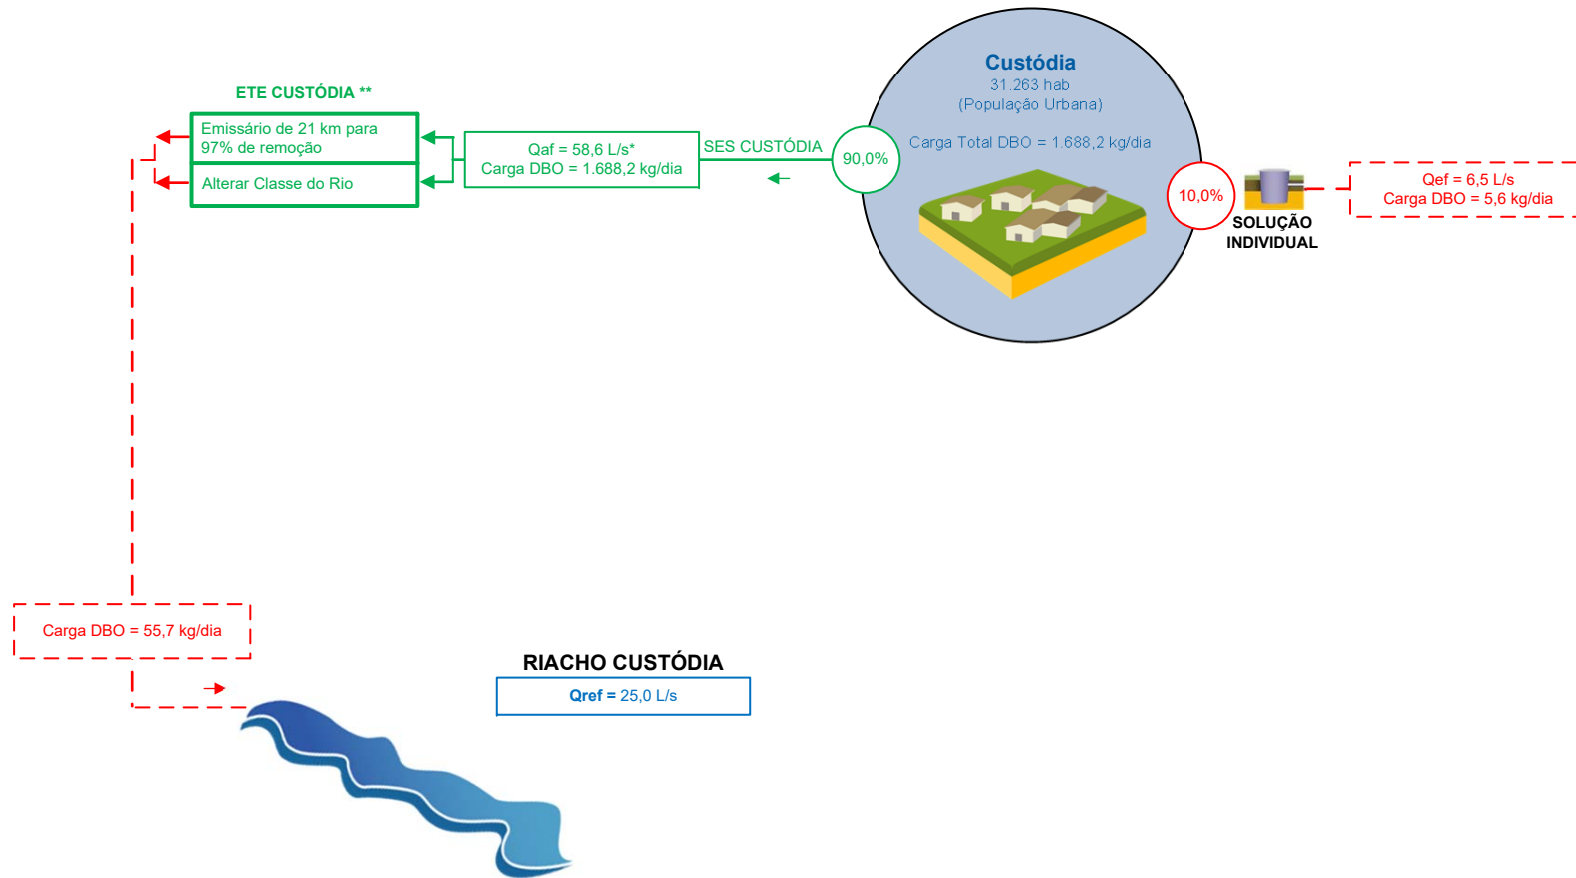 Custódia
31.263 hab
(População Urbana)
Carga Total DBO = 1.688,2 kg/dia
ETE CUSTÓDIA **
Emissário de 21 km para
97% de remoção
Alterar Classe do Rio
Qaf = 58,6 L/s*
Carga DBO = 1.688,2 kg/dia
SES CUSTÓDIA
90,0%
10,0%
SOLUÇÃO
INDIVIDUAL
Qef = 6,5 L/s
Carga DBO = 5,6 kg/dia
Carga DBO = 55,7 kg/dia
RIACHO CUSTÓDIA
Qref = 25,0 L/s